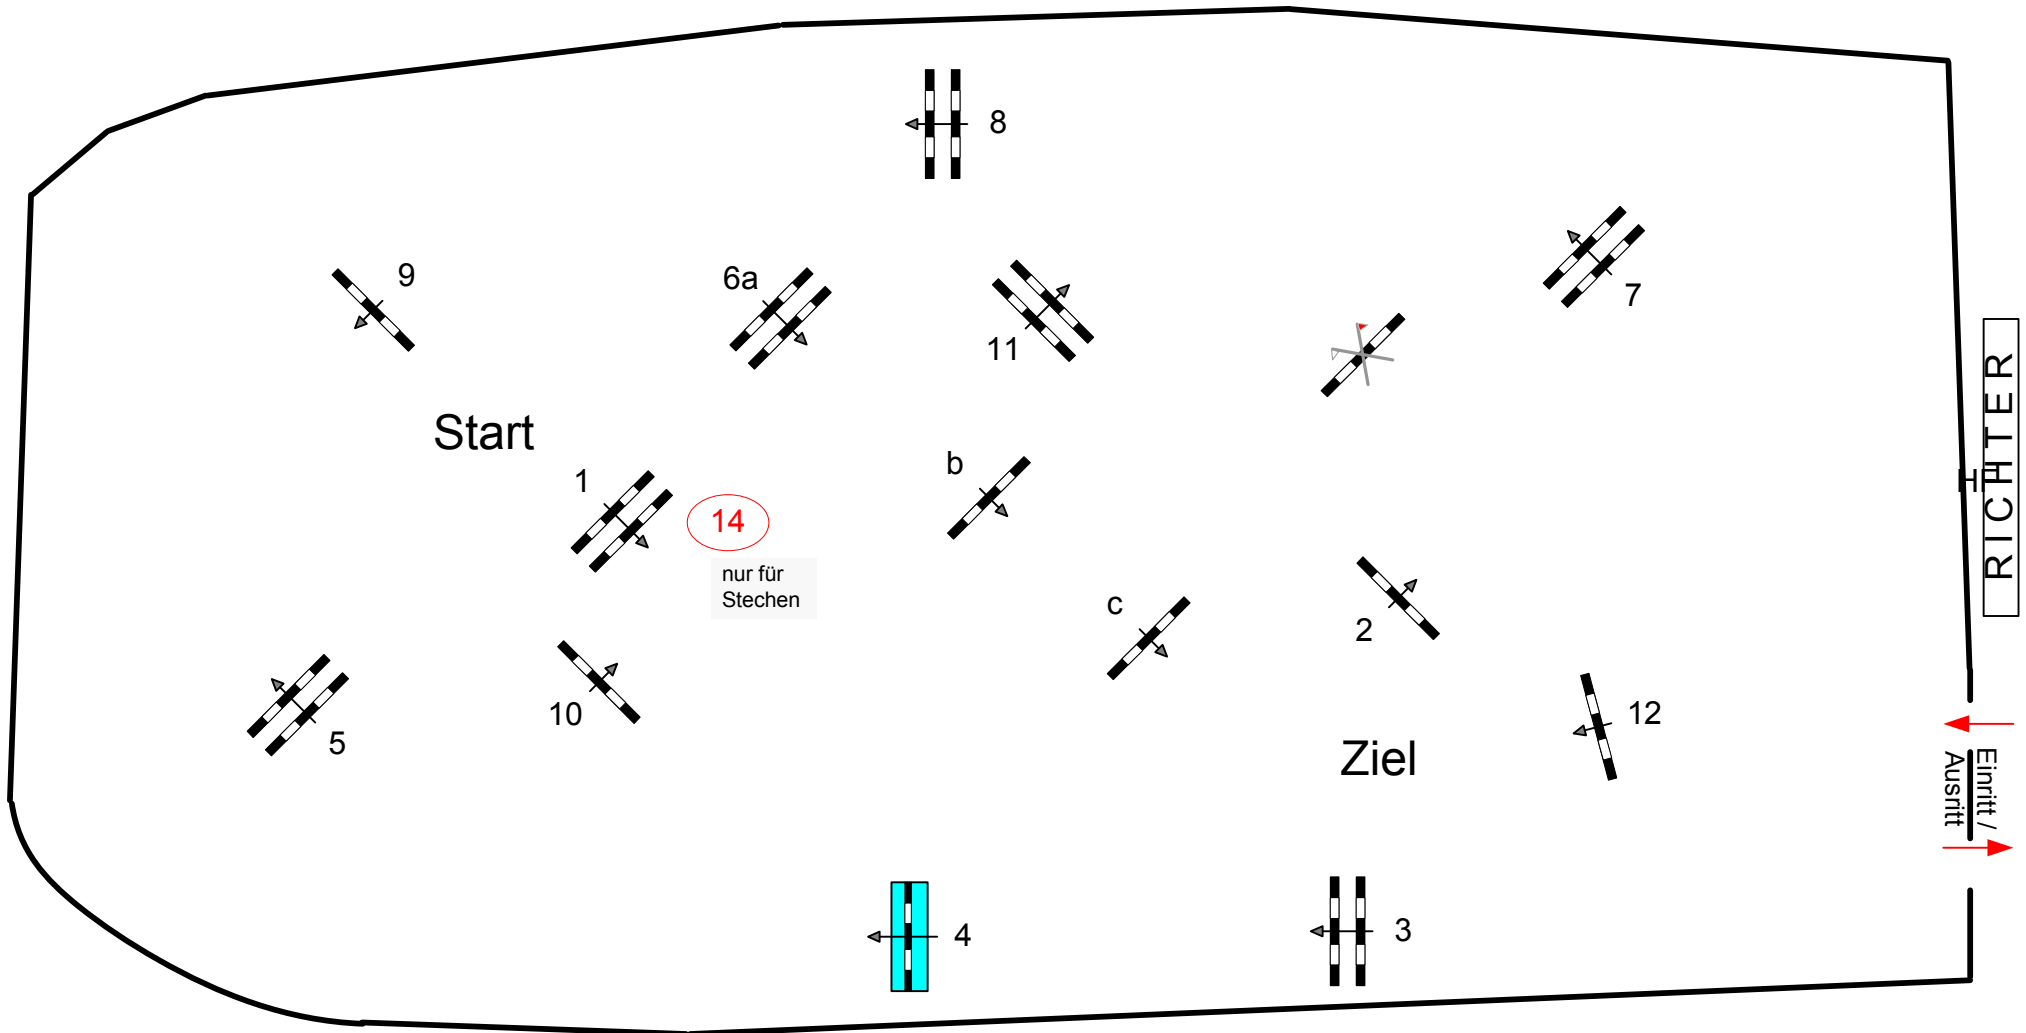 8
9
6a
7
11
Start
1
b
14
nur für
Stechen
c
2
10
5
12
Ziel
4
3
HF
RICHTER
Einritt /
Ausritt